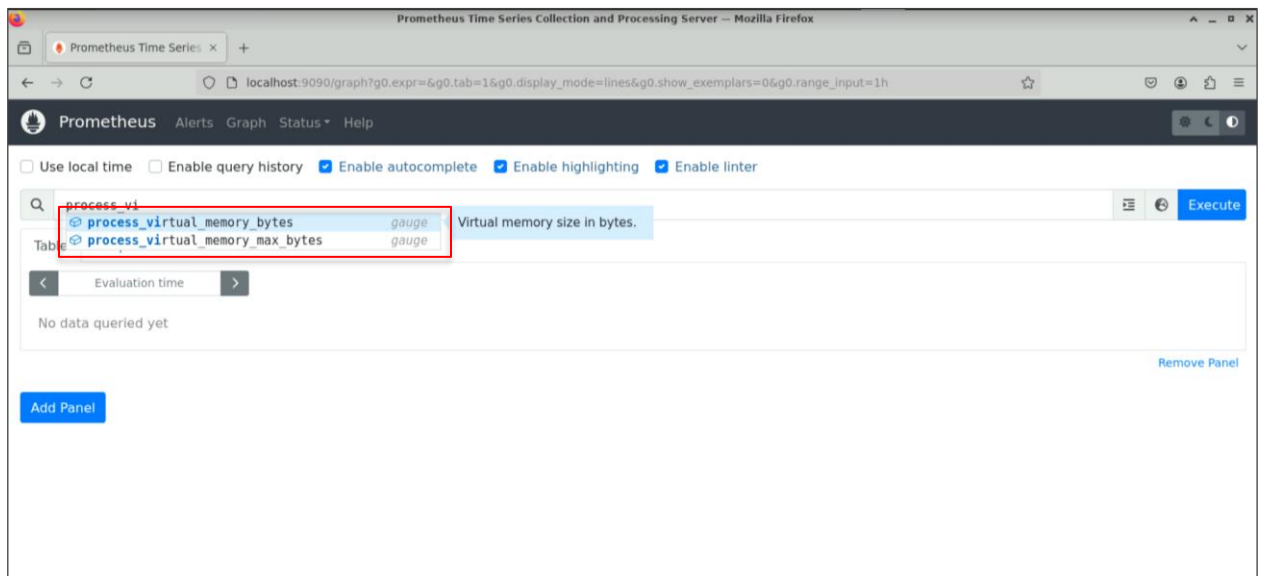 Prometheus Time Series Collection and Processing Server — Mozilla Firefox
Prometheus Time Series
localhost:9090/graph?g0.expr=&g0.tab=1&g0.display_mode=lines&g0.show_exemplars=0&g0.range_input=1h
Prometheus Alerts Graph Status Help
Use local time Enable query history Enable autocomplete Enable highlighting Enable linter
process_vi Execute
process_virtual_memory_bytes gauge Virtual memory size in bytes.
process_virtual_memory_max_bytes gauge
Evaluation time
No data queried yet
Remove Panel
Add Panel